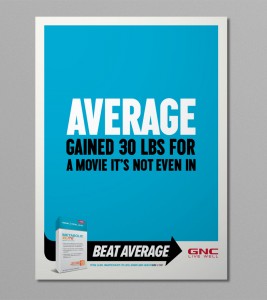 AVERAGE
GAINED 30 LBS FOR
A MOVIE IT'S NOT EVEN IN
BEAT AVERAGE
GNC
LIVE WELL